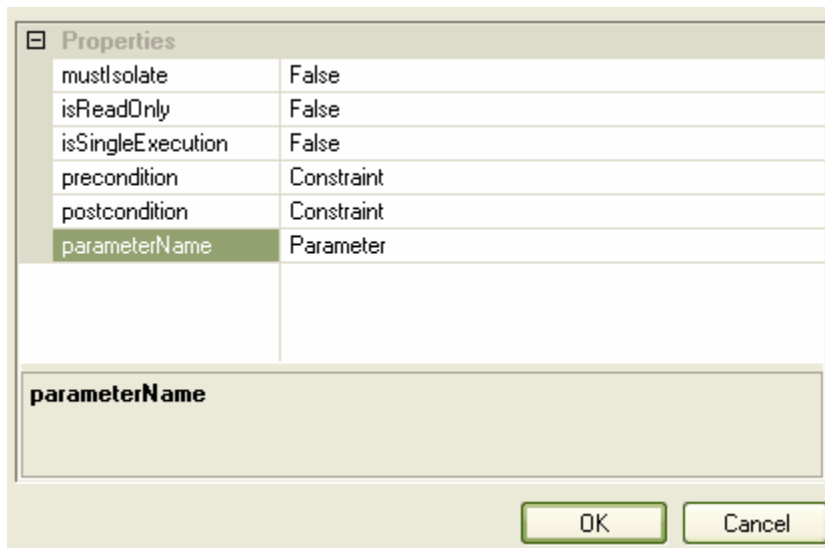 Properties
mustIsolate False
isReadOnly False
isSingleExecution False
precondition Constraint
postcondition Constraint
parameterName Parameter
parameterName
OK Cancel